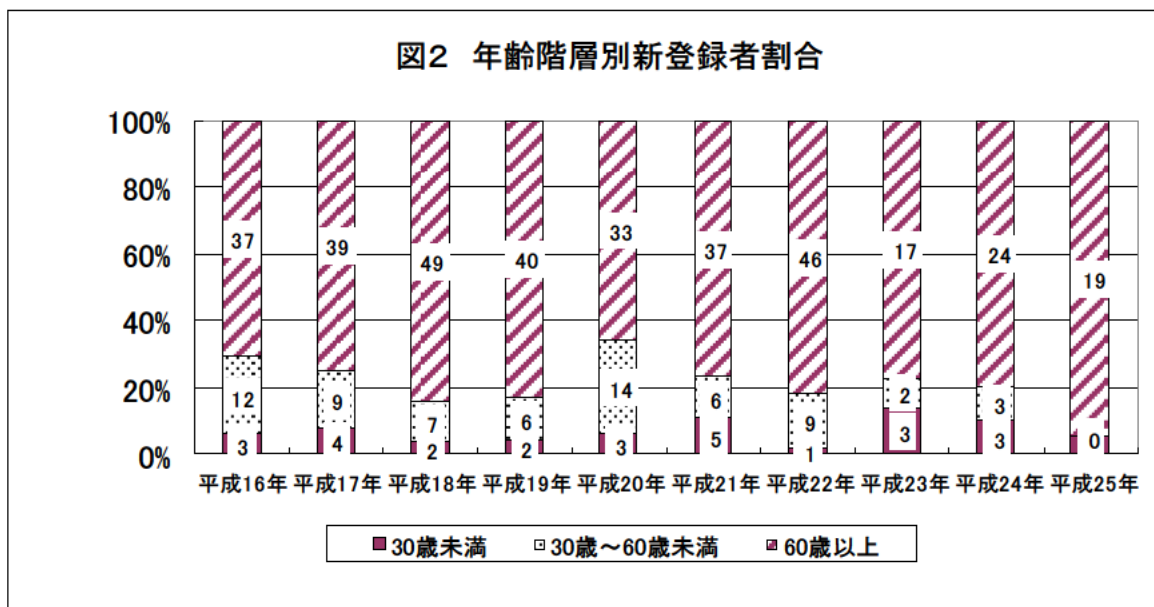 図2 年齢階層別新登録者割合
100%
80%
60%
40%
20%
0%
37 39 49 40 33 37 46 17 24 19
12 9 7 6 14 6 9 2 3
3 4 2 2 3 5 1 3 3 0
平成16年 平成17年 平成18年 平成19年 平成20年 平成21年 平成22年 平成23年 平成24年 平成25年
30歳未満 30歳～60歳未満 60歳以上